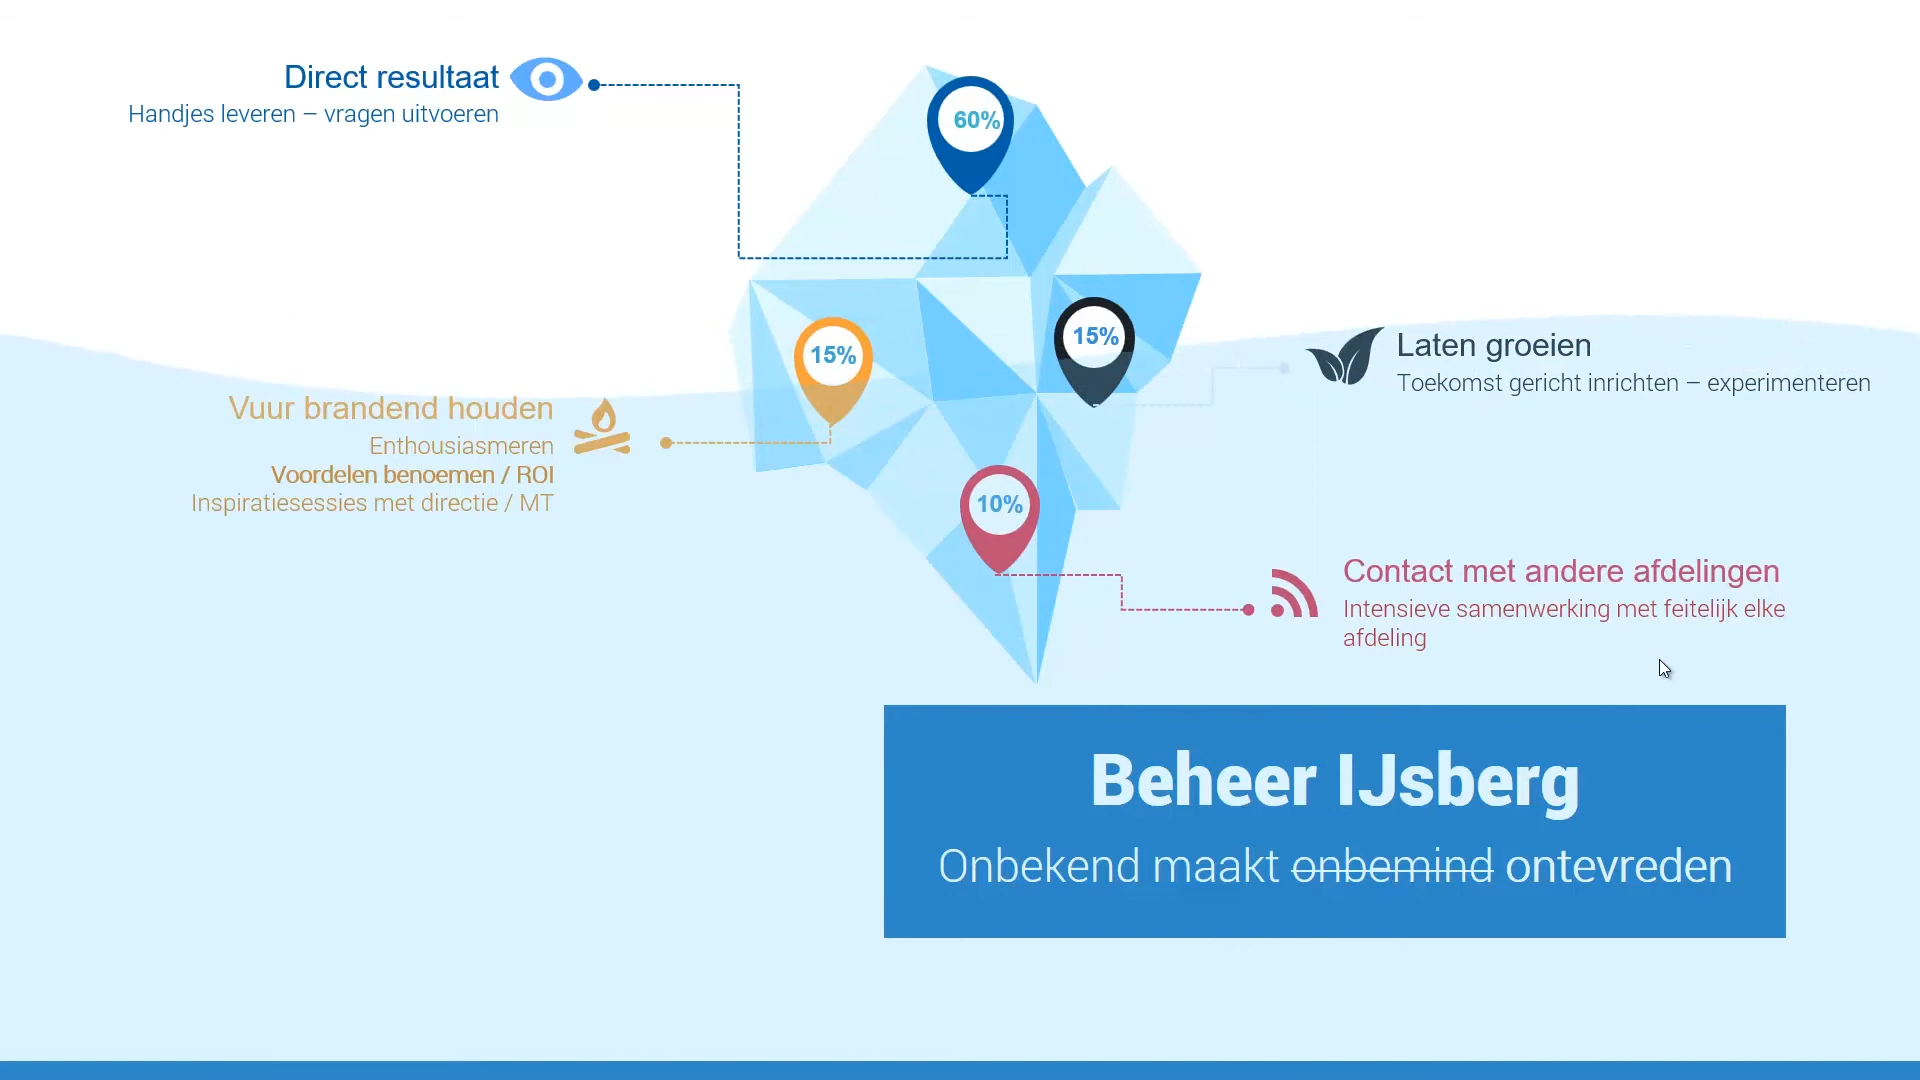 Direct resultaat
Handjes leveren – vragen uitvoeren
60%
15%
Vuur brandend houden
Enthousiasmeren
Voordelen benoemen / ROI
Inspiratiesessies met directie / MT
15%
Laten groeien
Toekomst gericht inrichten – experimenteren
10%
Contact met andere afdelingen
Intensieve samenwerking met feitelijk elke
afdeling
Beheer IJsberg
Onbekend maakt onbemind ontevreden